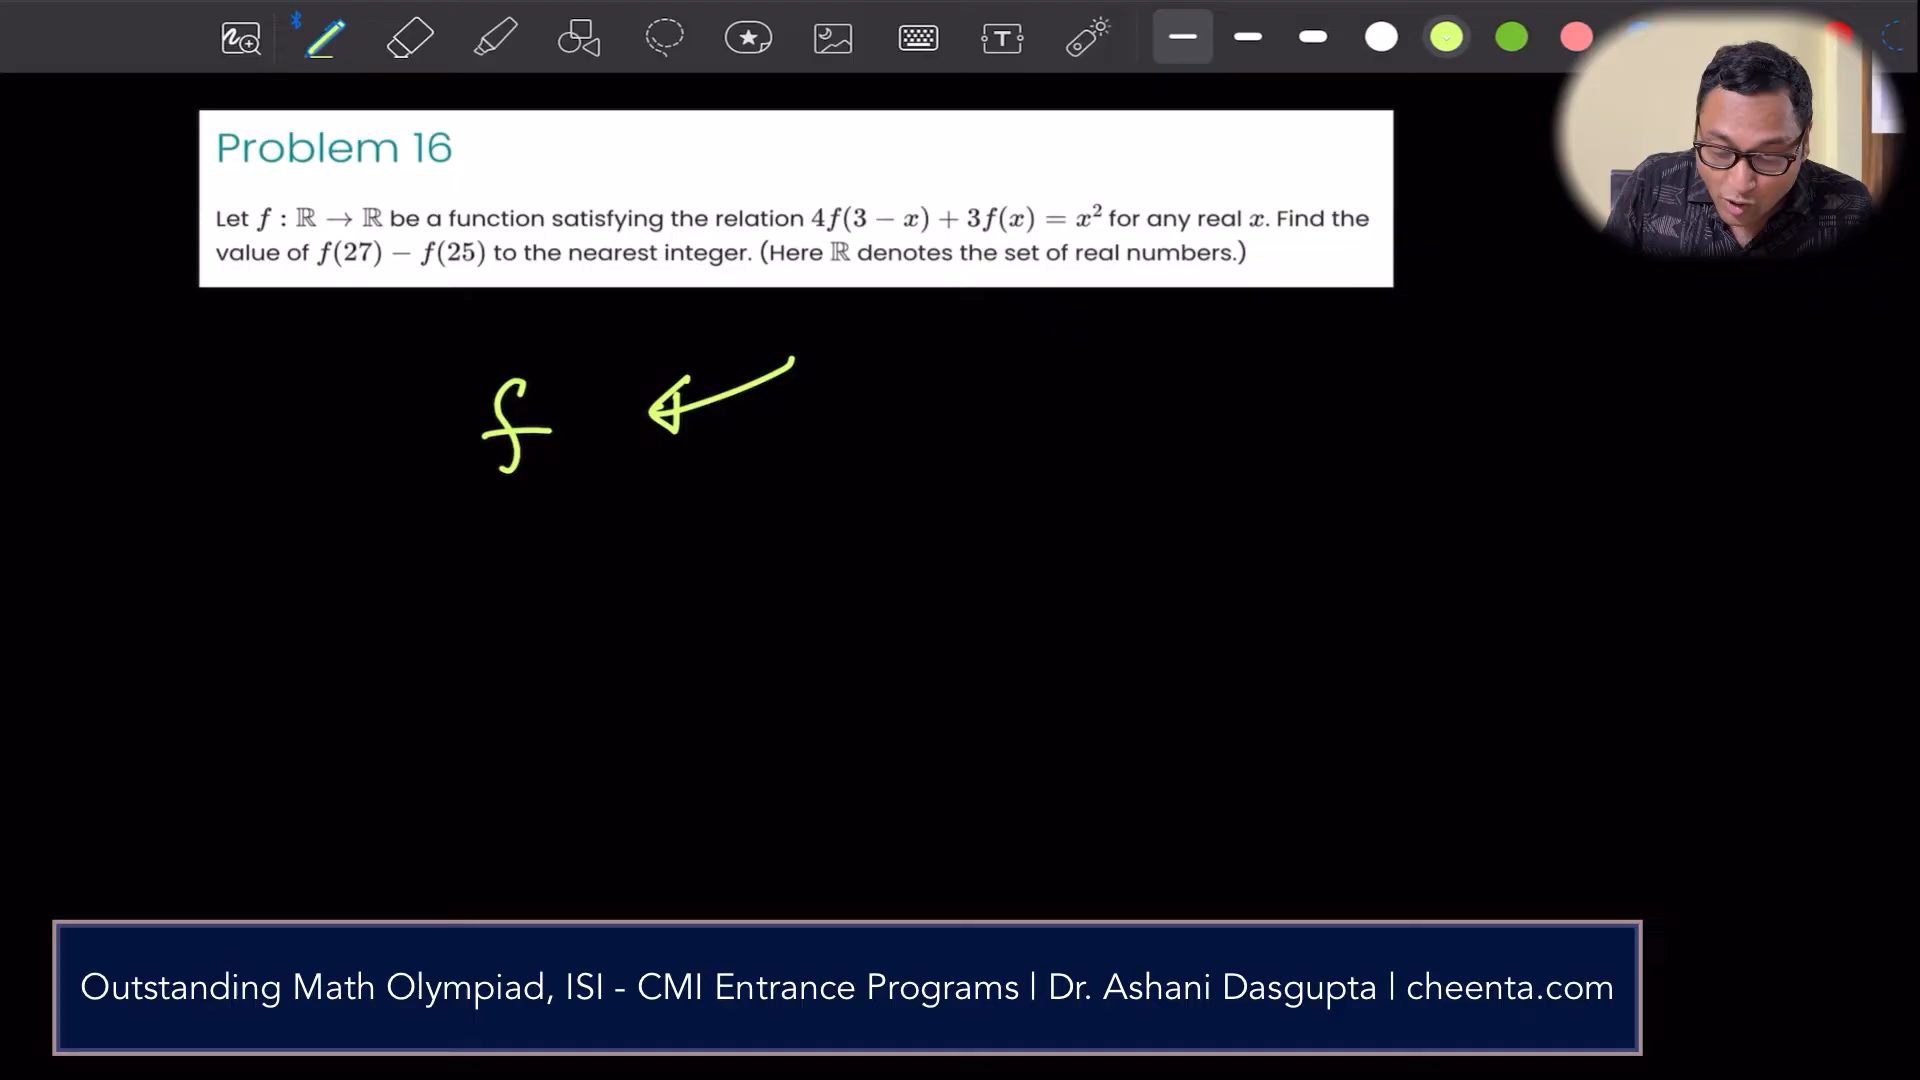 Problem 16
Let f : ℝ → ℝ be a function satisfying the relation 4f(3 − x) + 3f(x) = x² for any real x. Find the
value of f(27) − f(25) to the nearest integer. (Here ℝ denotes the set of real numbers.)
f
Outstanding Math Olympiad, ISI - CMI Entrance Programs | Dr. Ashani Dasgupta | cheenta.com